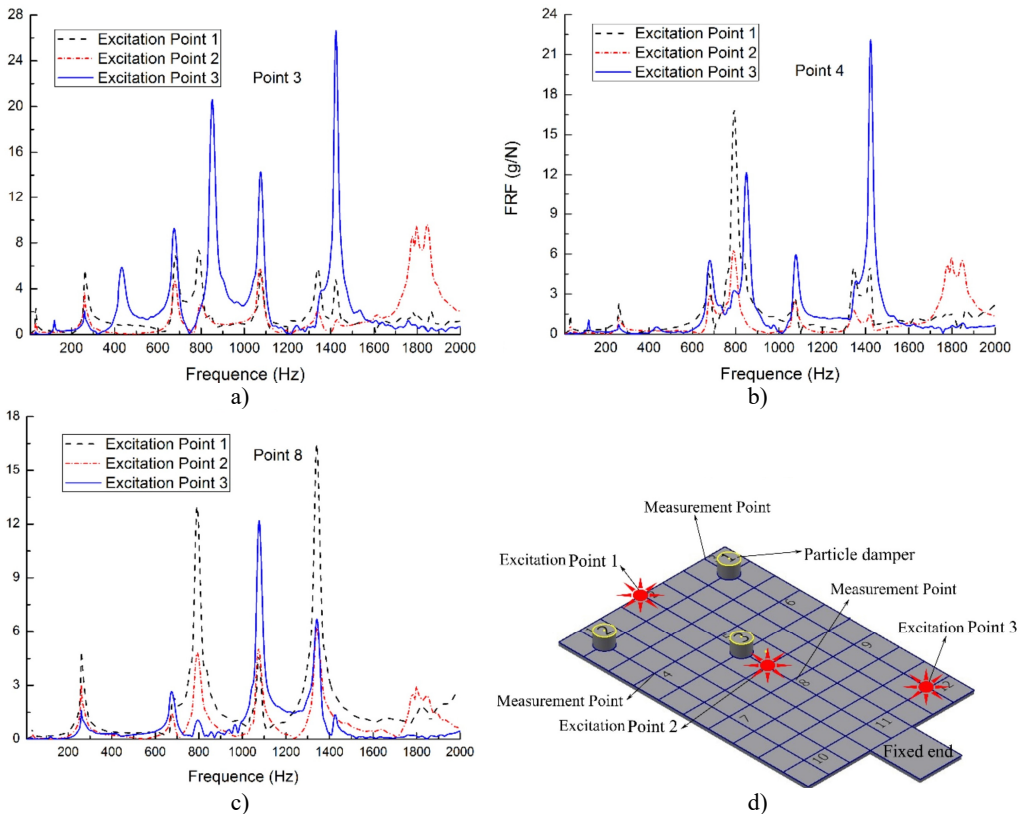 28
24
20
16
12
8
4
0
Excitation Point 1
Excitation Point 2
Excitation Point 3
Point 3
200 400 600 800 1000 1200 1400 1600 1800 2000
Frequence (Hz)
a)
FRF (g/N)
24
21
18
15
12
9
6
3
0
Excitation Point 1
Excitation Point 2
Excitation Point 3
Point 4
200 400 600 800 1000 1200 1400 1600 1800 2000
Frequence (Hz)
b)
18
15
12
9
6
3
0
Excitation Point 1
Excitation Point 2
Excitation Point 3
Point 8
200 400 600 800 1000 1200 1400 1600 1800 2000
Frequence (Hz)
c)
Measurement Point
Excitation Point 1
Particle damper
Measurement Point
Excitation Point 3
Measurement Point
Excitation Point 2
Fixed end
1
2
3
4
6
7
8
9
10
11
12
d)